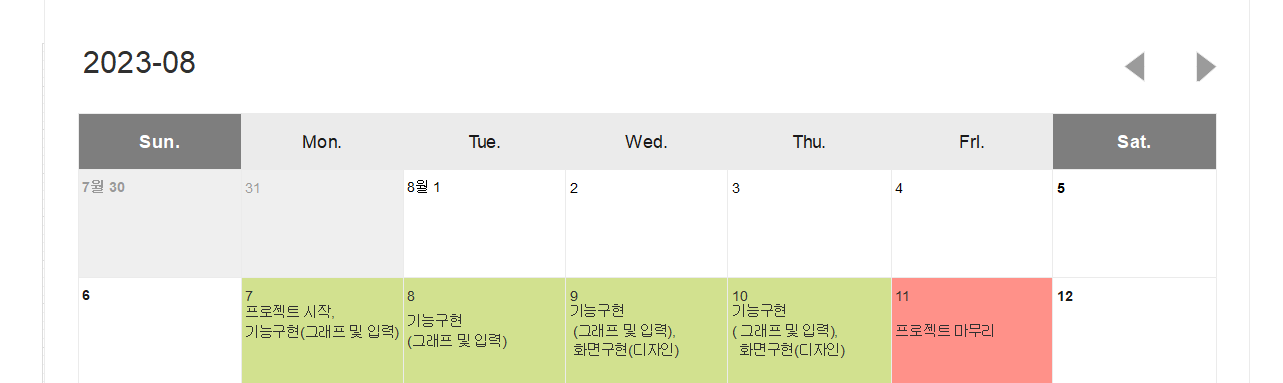 2023-08
Sun. Mon. Tue. Wed. Thu. Fri. Sat.
7월 30 31 8월 1 2 3 4 5
6
7
프로젝트 시작,
기능구현(그래프 및 입력)
8
기능구현
(그래프 및 입력)
9
기능구현
(그래프 및 입력),
화면구현(디자인)
10
기능구현
( 그래프 및 입력),
화면구현(디자인)
11
프로젝트 마무리
12